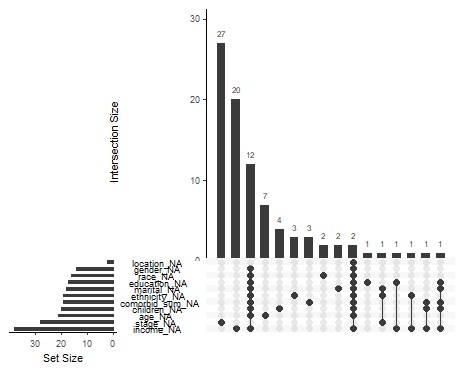 30
20
10
0
Intersection Size
27
20
12
7
4
3
3
2
2
2
1
1
1
1
1
1
location_NA
gender_NA
race_NA
education_NA
marital_NA
ethnicity_NA
comorbid_sum_NA
children_NA
age_NA
stage_NA
income_NA
30
20
10
0
Set Size